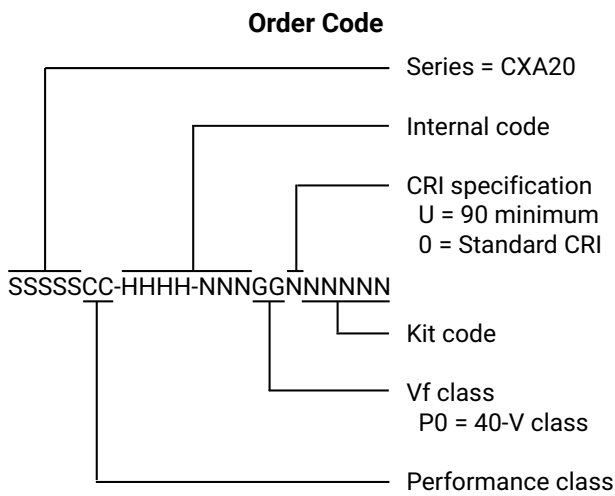 Order Code
Series = CXA20
Internal code
CRI specification
U = 90 minimum
0 = Standard CRI
SSSSSCC-HHHH-NNNGGNNNNNN
Kit code
Vf class
P0 = 40-V class
Performance class